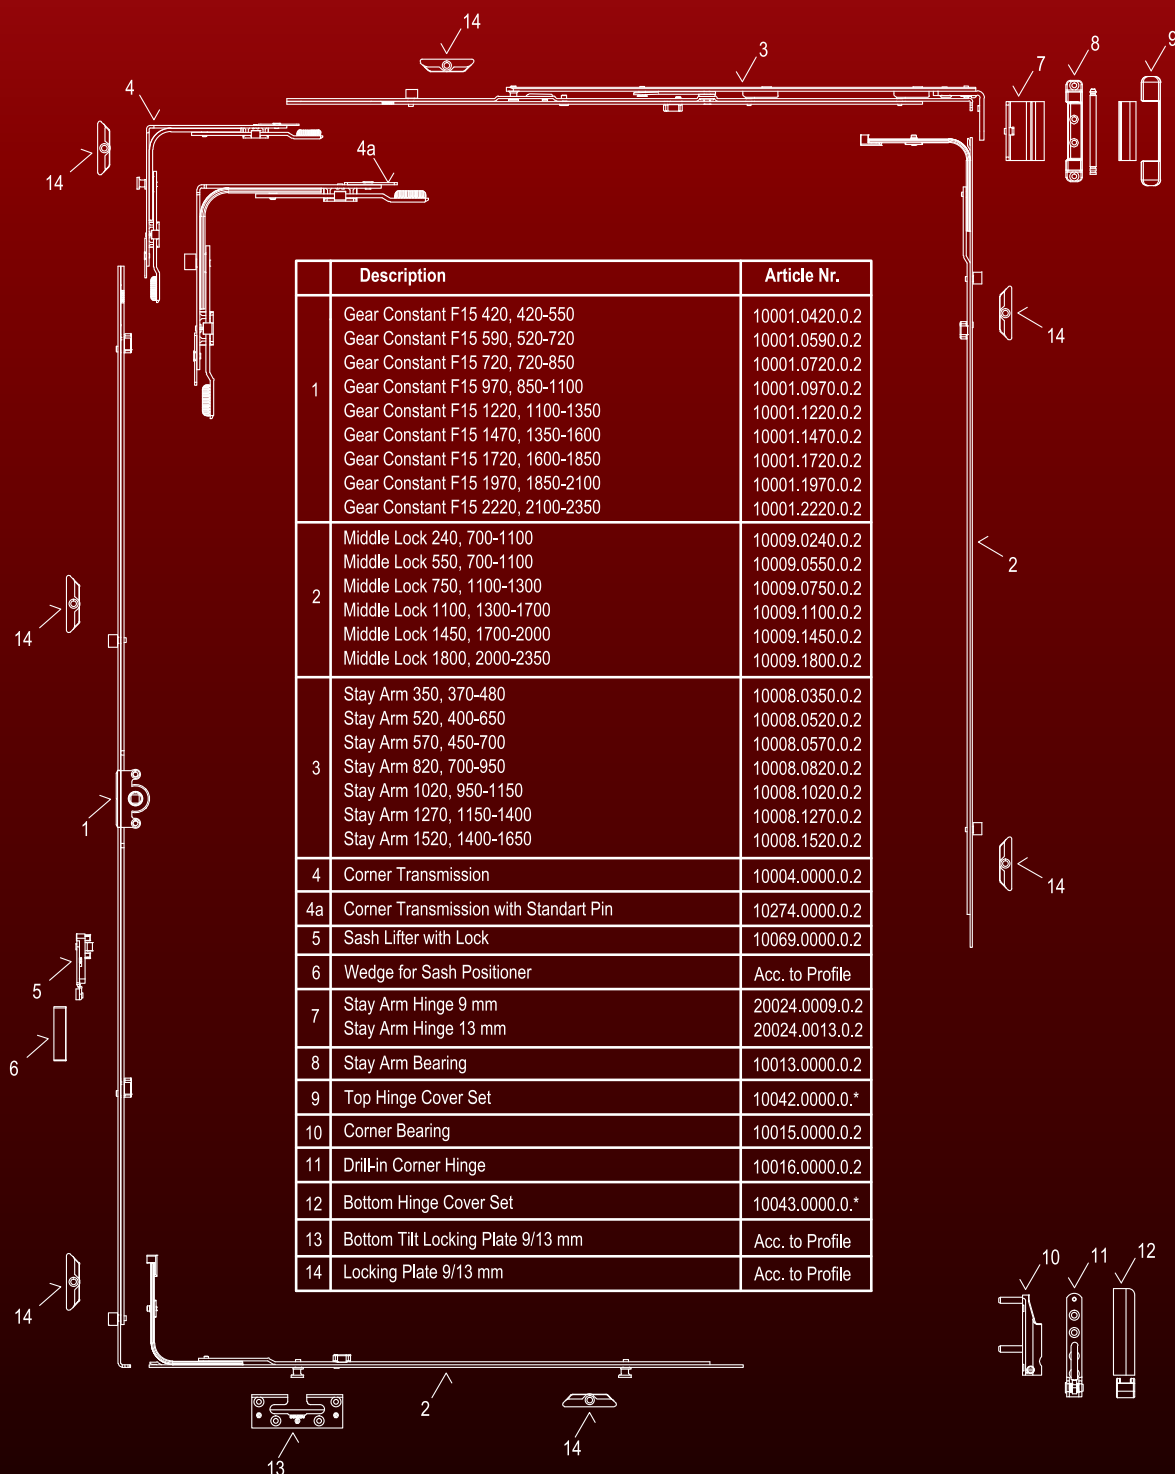 14
3
8
9
7
4
14
4a
Description Article Nr.
1
Gear Constant F15 420, 420-550 10001.0420.0.2
Gear Constant F15 590, 520-720 10001.0590.0.2
Gear Constant F15 720, 720-850 10001.0720.0.2
Gear Constant F15 970, 850-1100 10001.0970.0.2
Gear Constant F15 1220, 1100-1350 10001.1220.0.2
Gear Constant F15 1470, 1350-1600 10001.1470.0.2
Gear Constant F15 1720, 1600-1850 10001.1720.0.2
Gear Constant F15 1970, 1850-2100 10001.1970.0.2
Gear Constant F15 2220, 2100-2350 10001.2220.0.2
2
Middle Lock 240, 700-1100 10009.0240.0.2
Middle Lock 550, 700-1100 10009.0550.0.2
Middle Lock 750, 1100-1300 10009.0750.0.2
Middle Lock 1100, 1300-1700 10009.1100.0.2
Middle Lock 1450, 1700-2000 10009.1450.0.2
Middle Lock 1800, 2000-2350 10009.1800.0.2
3
Stay Arm 350, 370-480 10008.0350.0.2
Stay Arm 520, 400-650 10008.0520.0.2
Stay Arm 570, 450-700 10008.0570.0.2
Stay Arm 820, 700-950 10008.0820.0.2
Stay Arm 1020, 950-1150 10008.1020.0.2
Stay Arm 1270, 1150-1400 10008.1270.0.2
Stay Arm 1520, 1400-1650 10008.1520.0.2
4 Corner Transmission 10004.0000.0.2
4a Corner Transmission with Standart Pin 10274.0000.0.2
5 Sash Lifter with Lock 10069.0000.0.2
6 Wedge for Sash Positioner Acc. to Profile
7
Stay Arm Hinge 9 mm 20024.0009.0.2
Stay Arm Hinge 13 mm 20024.0013.0.2
8 Stay Arm Bearing 10013.0000.0.2
9 Top Hinge Cover Set 10042.0000.0.*
10 Corner Bearing 10015.0000.0.2
11 Drill-in Corner Hinge 10016.0000.0.2
12 Bottom Hinge Cover Set 10043.0000.0.*
13 Bottom Tilt Locking Plate 9/13 mm Acc. to Profile
14 Locking Plate 9/13 mm Acc. to Profile
14
2
14
1
14
5
6
14
10
11
12
2
14
13